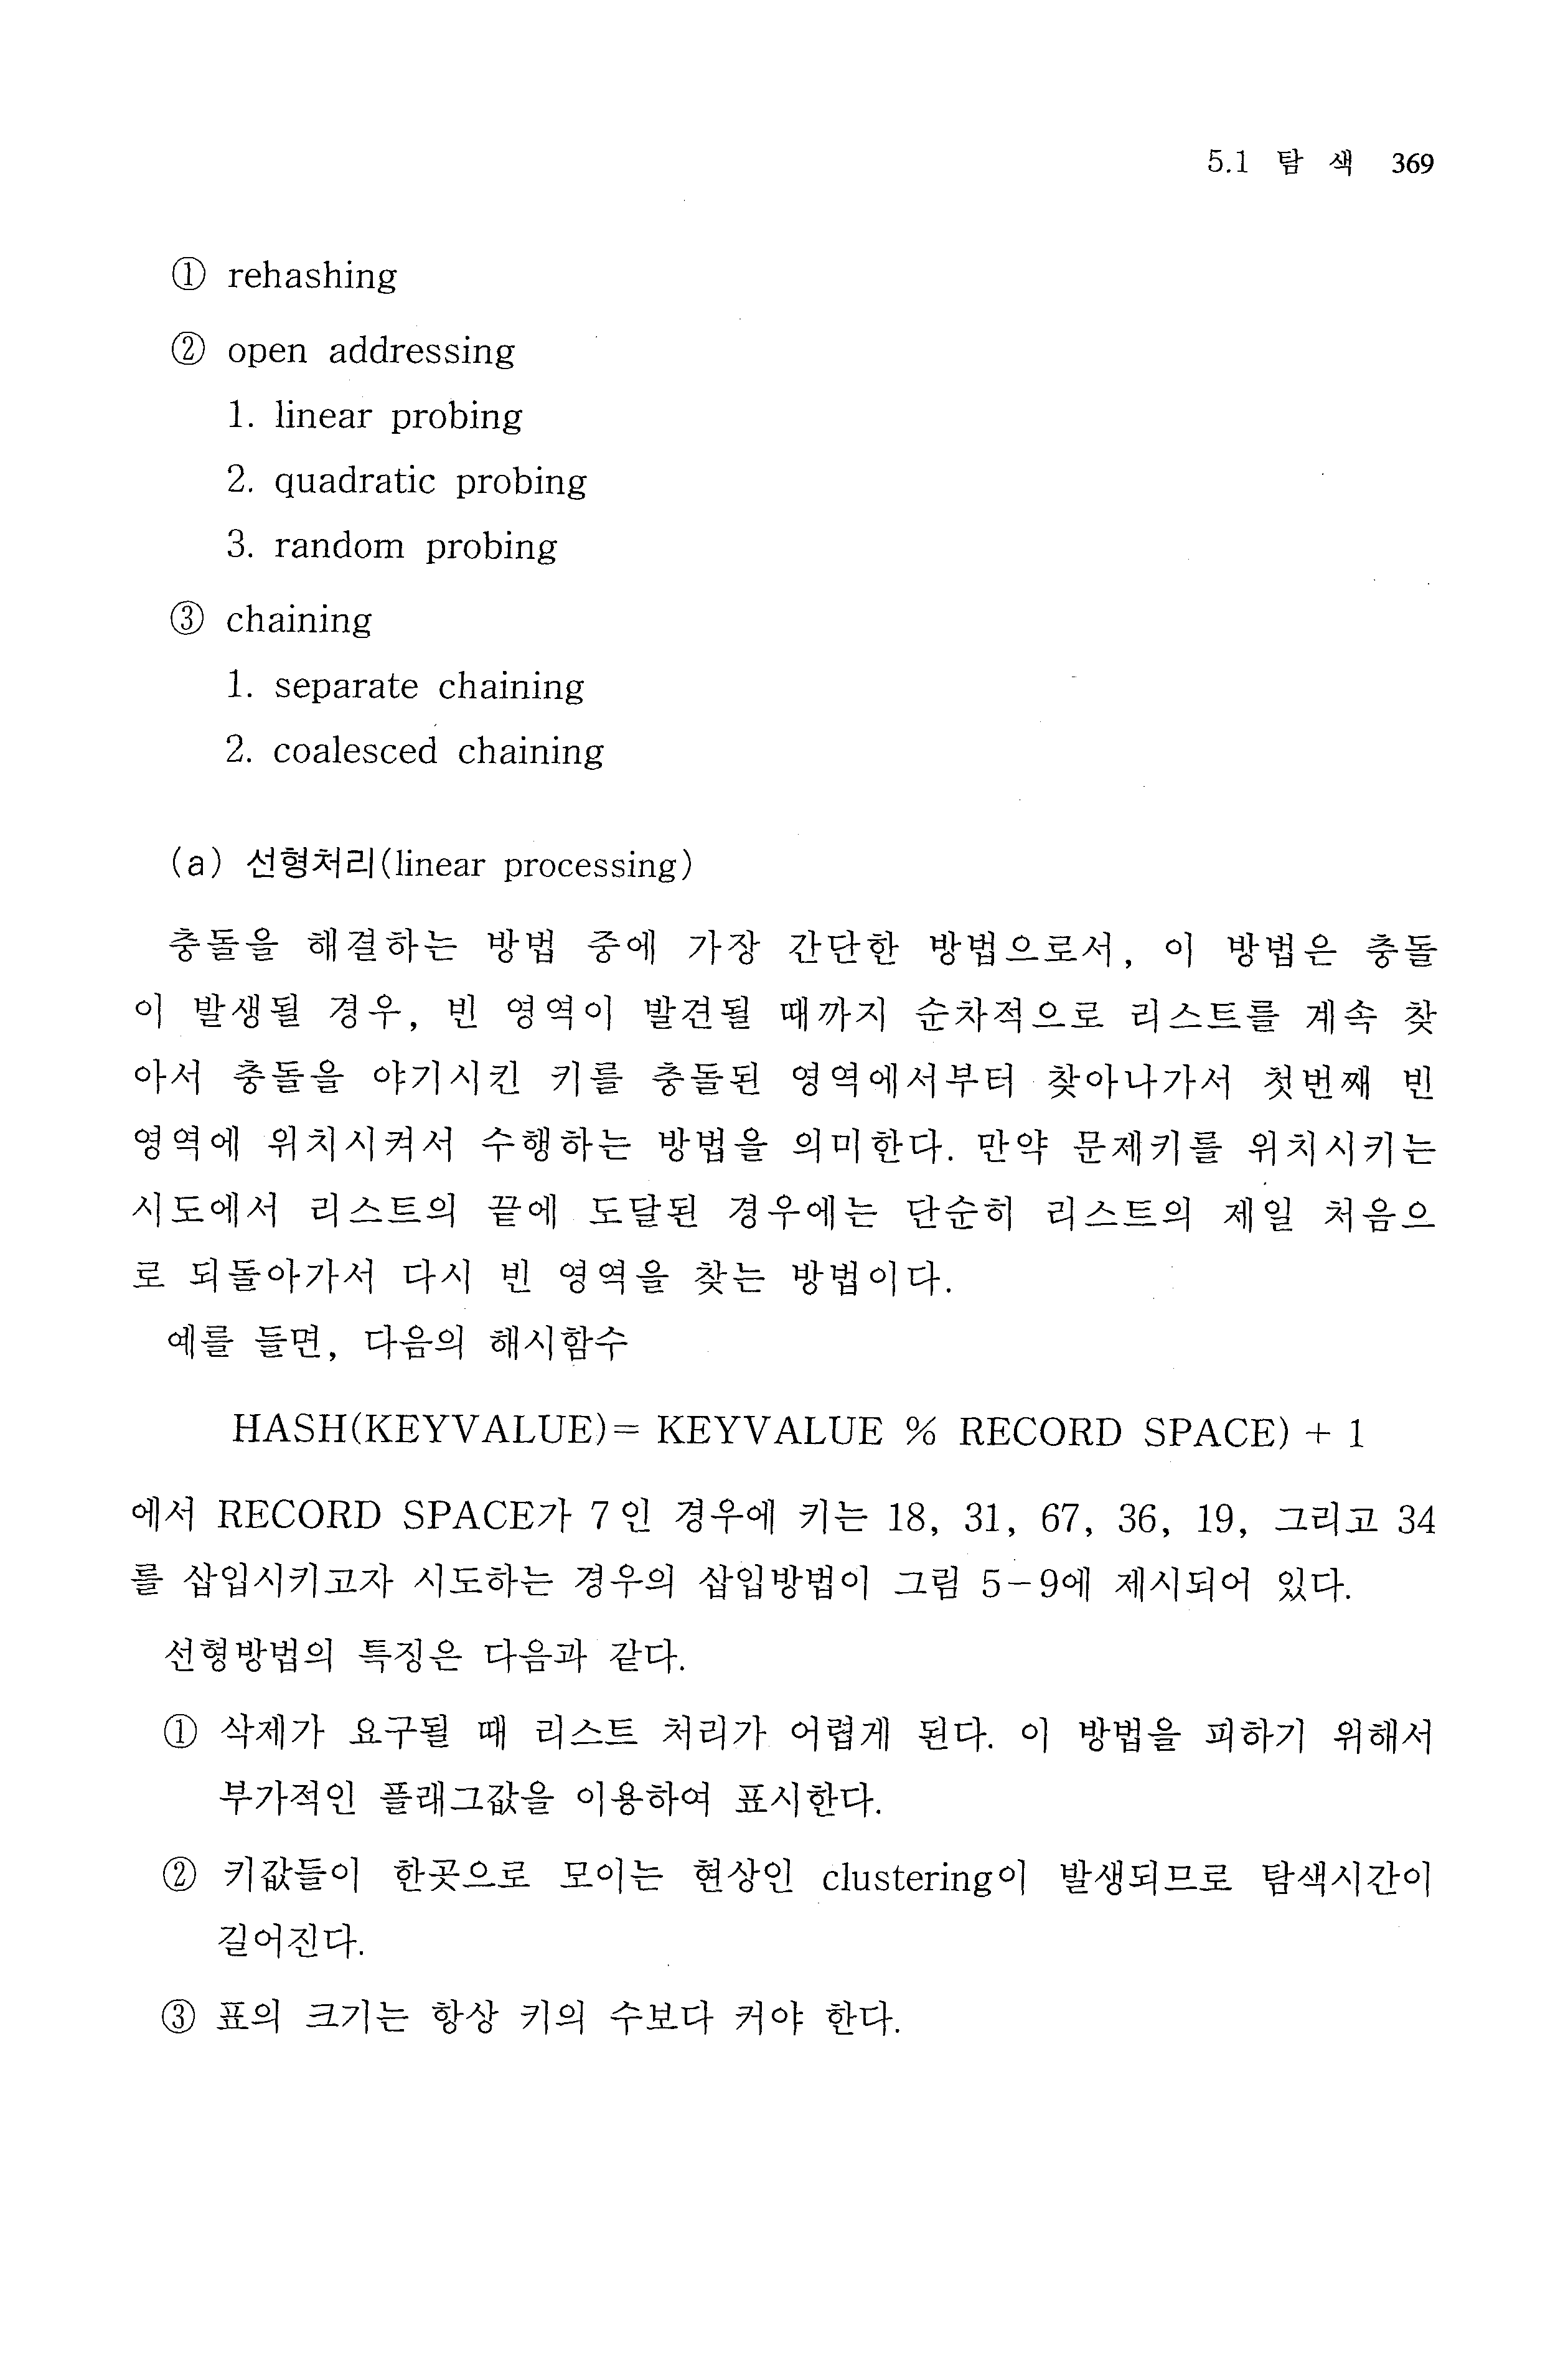 5.1 탐 색 369
① rehashing
② open addressing
1. linear probing
2. quadratic probing
3. random probing
③ chaining
1. separate chaining
2. coalesced chaining
(a) 선형처리(linear processing)
충돌을 해결하는 방법 중에 가장 간단한 방법으로서, 이 방법은 충돌
이 발생될 경우, 빈 영역이 발견될 때까지 순차적으로 리스트를 계속 찾
아서 충돌을 야기시킨 키를 충돌된 영역에서부터 찾아나가서 첫번째 빈
영역에 위치시켜서 수행하는 방법을 의미한다. 만약 문제키를 위치시키는
시도에서 리스트의 끝에 도달된 경우에는 단순히 리스트의 제일 처음으
로 되돌아가서 다시 빈 영역을 찾는 방법이다.
예를 들면, 다음의 해시함수
HASH(KEYVALUE)= KEYVALUE % RECORD SPACE) + 1
에서 RECORD SPACE가 7인 경우에 키는 18, 31, 67, 36, 19, 그리고 34
를 삽입시키고자 시도하는 경우의 삽입방법이 그림 5-9에 제시되어 있다.
선형방법의 특징은 다음과 같다.
① 삭제가 요구될 때 리스트 처리가 어렵게 된다. 이 방법을 피하기 위해서
부가적인 플래그값을 이용하여 표시한다.
② 키값들이 한곳으로 모이는 현상인 clustering이 발생되므로 탐색시간이
길어진다.
③ 표의 크기는 항상 키의 수보다 커야 한다.